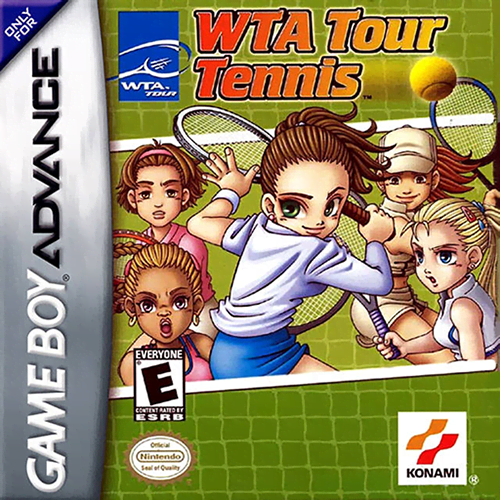 ONLY
FOR
GAME BOY ADVANCE
WTA
TOUR
WTA Tour
Tennis™
EVERYONE
E
CONTENT RATED BY
ESRB
Official
Nintendo
Seal of Quality
KONAMI
®